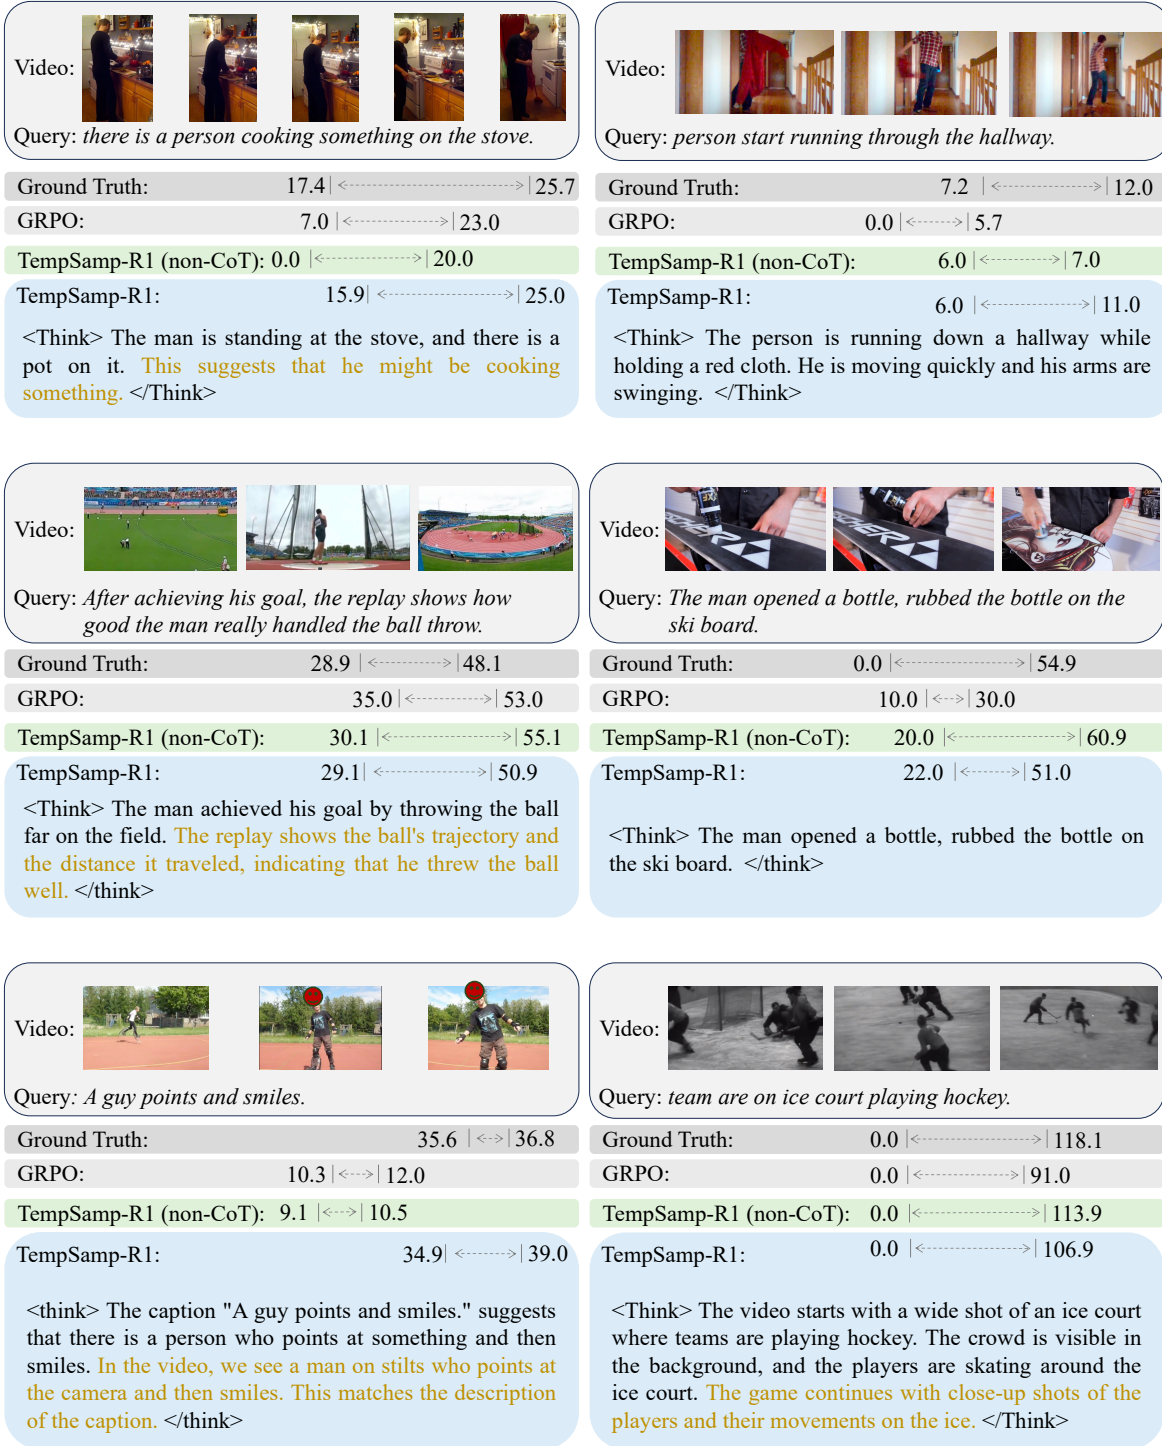 Video:
Query: there is a person cooking something on the stove.
Ground Truth: 17.4 25.7
GRPO: 7.0 23.0
TempSamp-R1 (non-CoT): 0.0 20.0
TempSamp-R1: 15.9 25.0
<Think> The man is standing at the stove, and there is a
pot on it. This suggests that he might be cooking
something. </Think>
Video:
Query: person start running through the hallway.
Ground Truth: 7.2 12.0
GRPO: 0.0 5.7
TempSamp-R1 (non-CoT): 6.0 7.0
TempSamp-R1: 6.0 11.0
<Think> The person is running down a hallway while
holding a red cloth. He is moving quickly and his arms are
swinging. </Think>
Video:
Query: After achieving his goal, the replay shows how
good the man really handled the ball throw.
Ground Truth: 28.9 48.1
GRPO: 35.0 53.0
TempSamp-R1 (non-CoT): 30.1 55.1
TempSamp-R1: 29.1 50.9
<Think> The man achieved his goal by throwing the ball
far on the field. The replay shows the ball's trajectory and
the distance it traveled, indicating that he threw the ball
well. </think>
Video:
Query: The man opened a bottle, rubbed the bottle on the
ski board.
Ground Truth: 0.0 54.9
GRPO: 10.0 30.0
TempSamp-R1 (non-CoT): 20.0 60.9
TempSamp-R1: 22.0 51.0
<Think> The man opened a bottle, rubbed the bottle on
the ski board. </think>
Video:
Query: A guy points and smiles.
Ground Truth: 35.6 36.8
GRPO: 10.3 12.0
TempSamp-R1 (non-CoT): 9.1 10.5
TempSamp-R1: 34.9 39.0
<think> The caption "A guy points and smiles." suggests
that there is a person who points at something and then
smiles. In the video, we see a man on stilts who points at
the camera and then smiles. This matches the description
of the caption. </think>
Video:
Query: team are on ice court playing hockey.
Ground Truth: 0.0 118.1
GRPO: 0.0 91.0
TempSamp-R1 (non-CoT): 0.0 113.9
TempSamp-R1: 0.0 106.9
<Think> The video starts with a wide shot of an ice court
where teams are playing hockey. The crowd is visible in
the background, and the players are skating around the
ice court. The game continues with close-up shots of the
players and their movements on the ice. </Think>